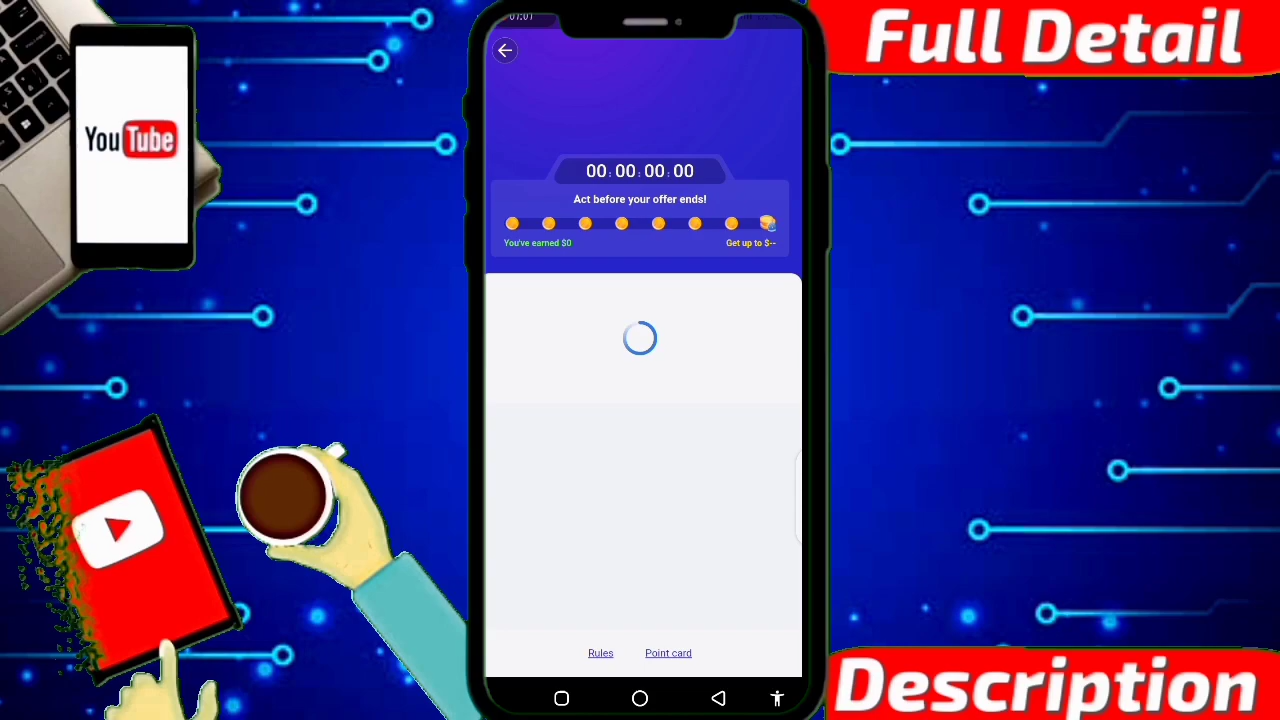 Full Detail
YouTube
00:00:00:00
Act before your offer ends!
You've earned $0
Get up to $--
Rules
Point card
Description